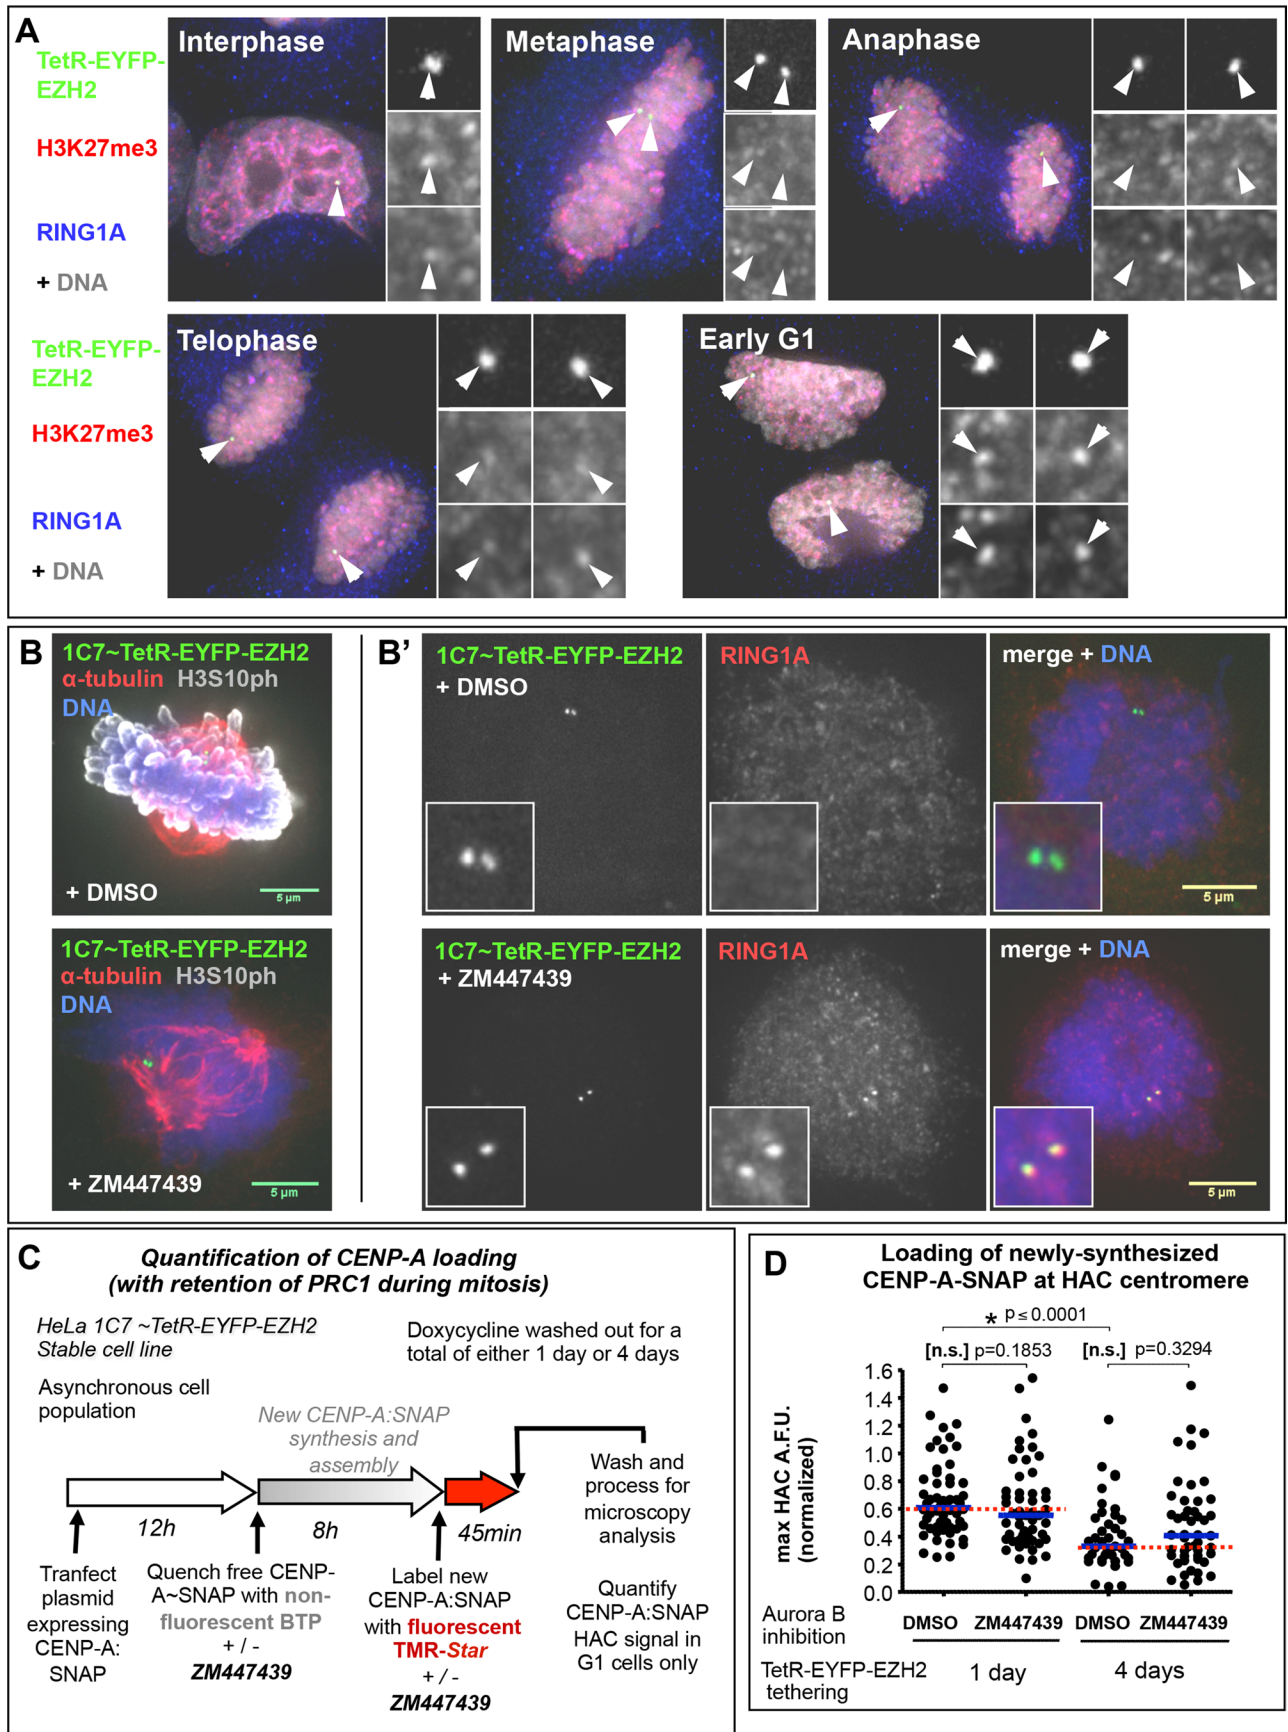 A
TetR-EYFP-
EZH2
H3K27me3
RING1A
+ DNA
Interphase
Metaphase
Anaphase
TetR-EYFP-
EZH2
H3K27me3
RING1A
+ DNA
Telophase
Early G1
B
1C7~TetR-EYFP-EZH2
α-tubulin H3S10ph
DNA
+ DMSO
5 µm
1C7~TetR-EYFP-EZH2
α-tubulin H3S10ph
DNA
+ ZM447439
5 µm
B’
1C7~TetR-EYFP-EZH2
+ DMSO
RING1A
merge + DNA
5 µm
1C7~TetR-EYFP-EZH2
+ ZM447439
RING1A
merge + DNA
5 µm
C
Quantification of CENP-A loading
(with retention of PRC1 during mitosis)
HeLa 1C7 ~TetR-EYFP-EZH2
Stable cell line
Asynchronous cell
population
Doxycycline washed out for a
total of either 1 day or 4 days
New CENP-A:SNAP
synthesis and
assembly
12h
8h
45min
Tranfect
plasmid
expressing
CENP-A:
SNAP
Quench free CENP-
A~SNAP with non-
fluorescent BTP
+ / -
ZM447439
Label new
CENP-A:SNAP
with fluorescent
TMR-Star
+ / -
ZM447439
Wash and
process for
microscopy
analysis
Quantify
CENP-A:SNAP
HAC signal in
G1 cells only
D
Loading of newly-synthesized
CENP-A-SNAP at HAC centromere
* p ≤ 0.0001
[n.s.] p=0.1853
[n.s.] p=0.3294
max HAC A.F.U.
(normalized)
1.6
1.4
1.2
1.0
0.8
0.6
0.4
0.2
0.0
Aurora B
inhibition
DMSO ZM447439 DMSO ZM447439
TetR-EYFP-EZH2
tethering
1 day 4 days